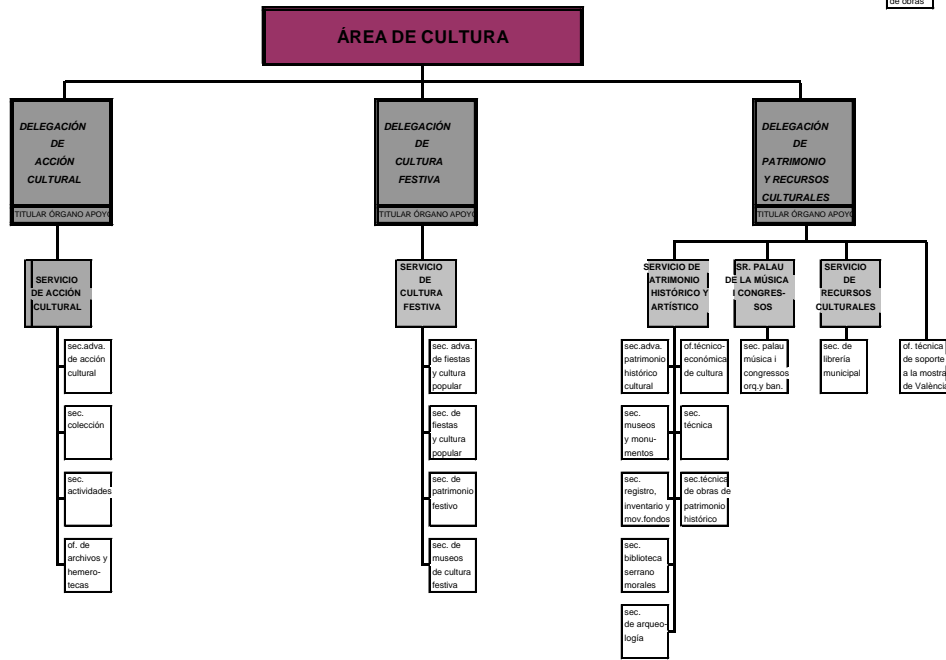 de obras
ÁREA DE CULTURA
DELEGACIÓN
DE
ACCIÓN
CULTURAL
TITULAR ÓRGANO APOYO
DELEGACIÓN
DE
CULTURA
FESTIVA
TITULAR ÓRGANO APOYO
DELEGACIÓN
DE
PATRIMONIO
Y RECURSOS
CULTURALES
TITULAR ÓRGANO APOYO
SERVICIO
DE ACCIÓN
CULTURAL
SERVICIO
DE
CULTURA
FESTIVA
SERVICIO DE
ATRIMONIO
HISTÓRICO Y
ARTÍSTICO
SR. PALAU
DE LA MÚSICA
I CONGRES-
SOS
SERVICIO
DE
RECURSOS
CULTURALES
sec.adva.
de acción
cultural
sec.
colección
sec.
actividades
of. de
archivos y
hemero-
tecas
sec. adva.
de fiestas
y cultura
popular
sec. de
fiestas
y cultura
popular
sec. de
patrimonio
festivo
sec. de
museos
de cultura
festiva
sec.adva.
patrimonio
histórico
cultural
of.técnico-
económica
de cultura
sec. palau
música i
congressos
orq.y ban.
sec. de
librería
municipal
of. técnica
de soporte
a la mostra
de València
sec.
museos
y monu-
mentos
sec.
técnica
sec.
registro,
inventario y
mov.fondos
sec.técnica
de obras de
patrimonio
histórico
sec.
biblioteca
serrano
morales
sec.
de arqueo-
logía